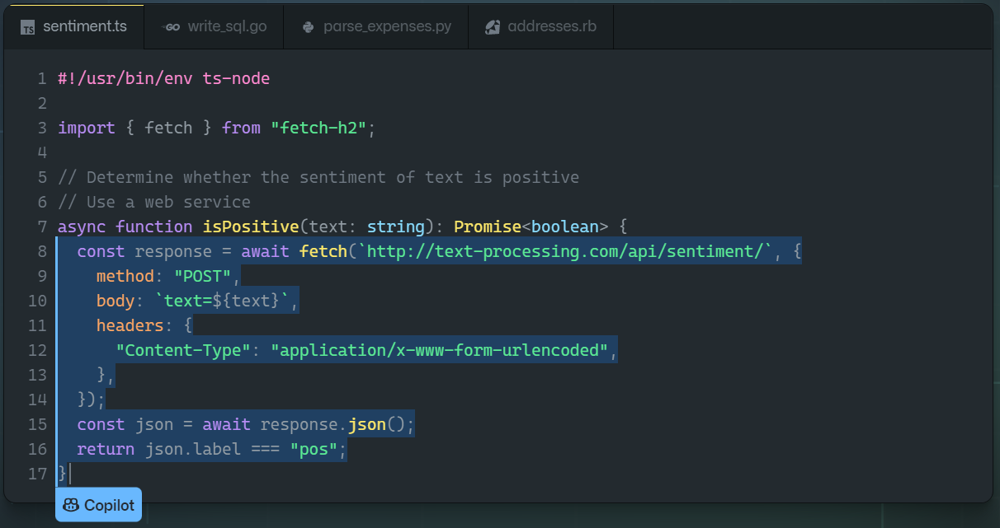 sentiment.ts write_sql.go parse_expenses.py addresses.rb
1 #!/usr/bin/env ts-node
2
3 import { fetch } from "fetch-h2";
4
5 // Determine whether the sentiment of text is positive
6 // Use a web service
7 async function isPositive(text: string): Promise<boolean> {
8   const response = await fetch(`http://text-processing.com/api/sentiment/`, {
9     method: "POST",
10     body: `text=${text}`,
11     headers: {
12       "Content-Type": "application/x-www-form-urlencoded",
13     },
14   });
15   const json = await response.json();
16   return json.label === "pos";
17 }
Copilot